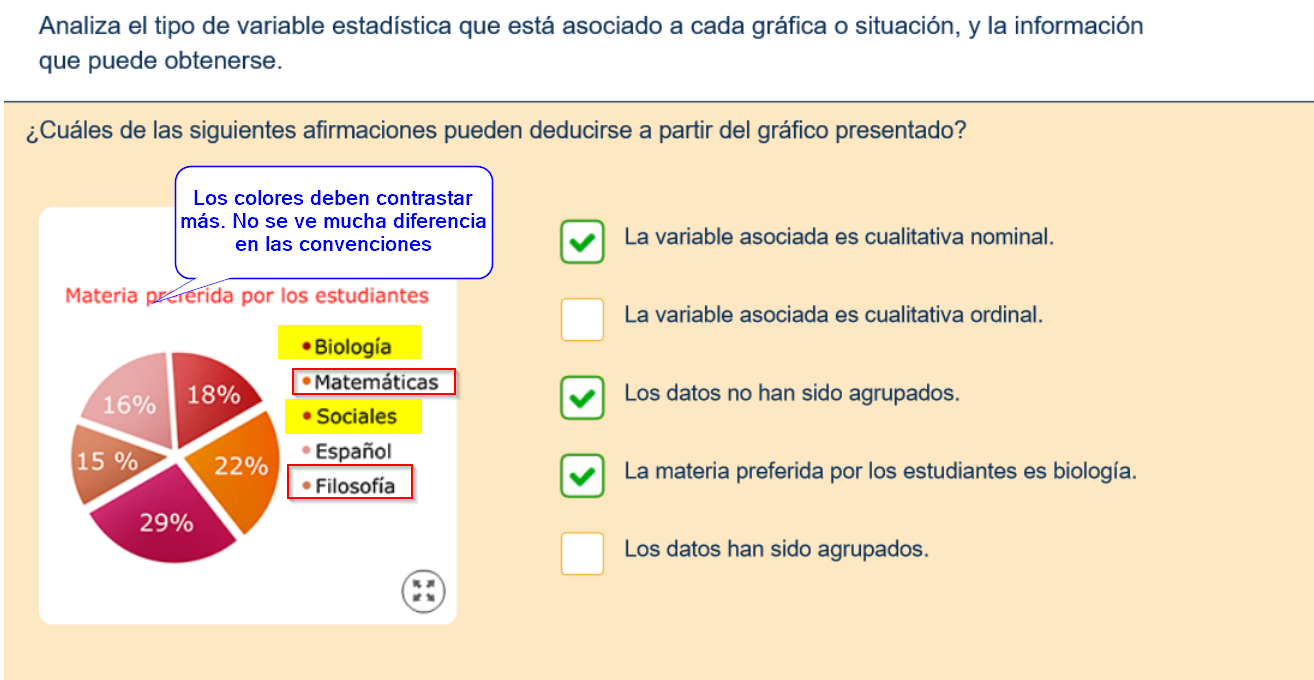 Analiza el tipo de variable estadística que está asociado a cada gráfica o situación, y la información
que puede obtenerse.
¿Cuáles de las siguientes afirmaciones pueden deducirse a partir del gráfico presentado?
Los colores deben contrastar
más. No se ve mucha diferencia
en las convenciones
Materia preferida por los estudiantes
Biología
Matemáticas
Sociales
Español
Filosofía
16%
18%
15 %
22%
29%
La variable asociada es cualitativa nominal.
La variable asociada es cualitativa ordinal.
Los datos no han sido agrupados.
La materia preferida por los estudiantes es biología.
Los datos han sido agrupados.